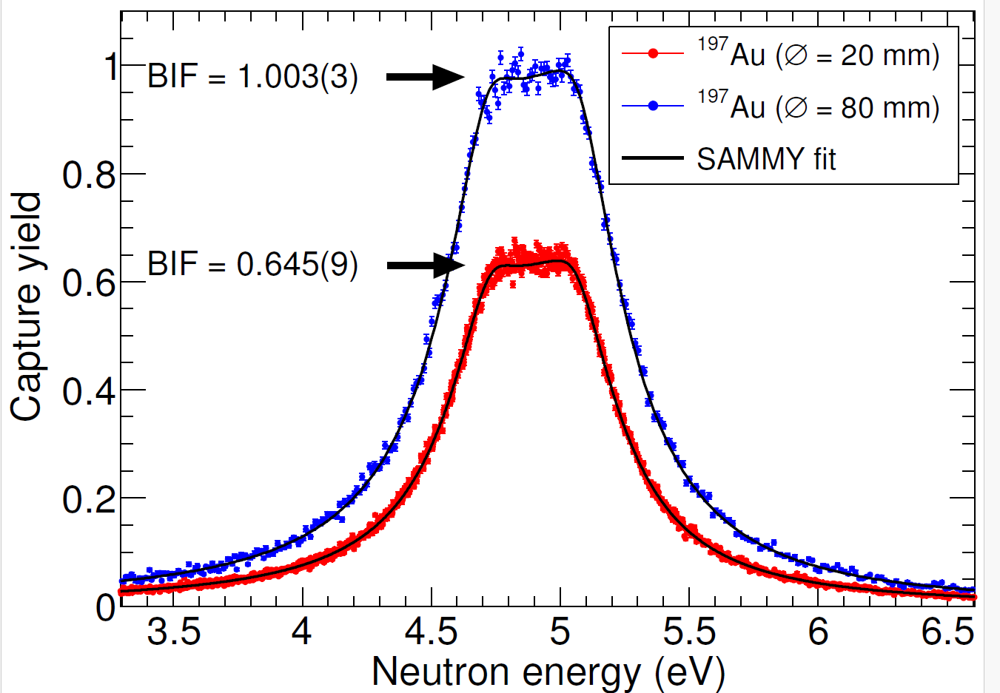 BIF = 1.003(3)
BIF = 0.645(9)
¹⁹⁷Au (∅ = 20 mm)
¹⁹⁷Au (∅ = 80 mm)
SAMMY fit
Capture yield
1
0.8
0.6
0.4
0.2
0
3.5 4 4.5 5 5.5 6 6.5
Neutron energy (eV)